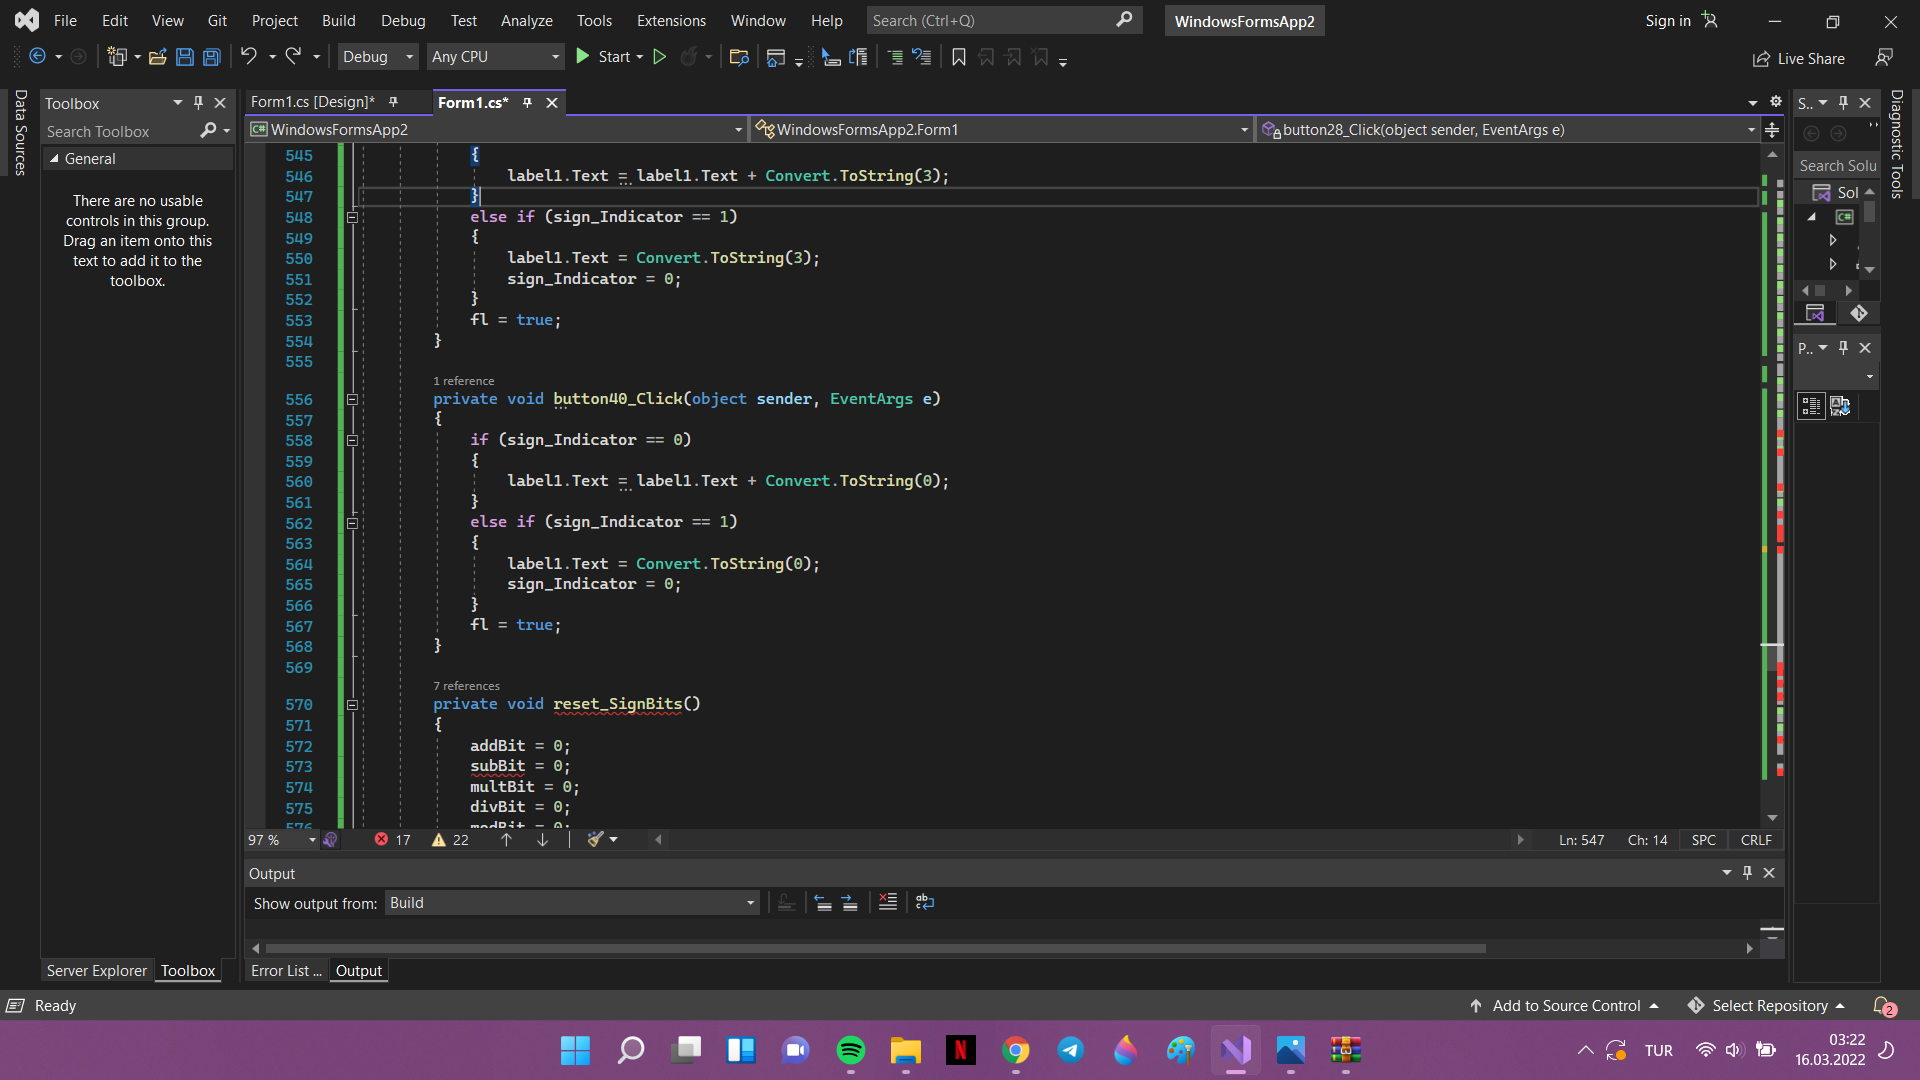 File Edit View Git Project Build Debug Test Analyze Tools Extensions Window Help Search (Ctrl+Q) WindowsFormsApp2 Sign in
Debug Any CPU Start Live Share
Data Sources
Toolbox
Search Toolbox
General
There are no usable
controls in this group.
Drag an item onto this
text to add it to the
toolbox.
Form1.cs [Design]* Form1.cs*
WindowsFormsApp2 WindowsFormsApp2.Form1 button28_Click(object sender, EventArgs e)
545 {
546 label1.Text = label1.Text + Convert.ToString(3);
547 }
548 else if (sign_Indicator == 1)
549 {
550 label1.Text = Convert.ToString(3);
551 sign_Indicator = 0;
552 }
553 fl = true;
554 }
555
1 reference
556 private void button40_Click(object sender, EventArgs e)
557 {
558 if (sign_Indicator == 0)
559 {
560 label1.Text = label1.Text + Convert.ToString(0);
561 }
562 else if (sign_Indicator == 1)
563 {
564 label1.Text = Convert.ToString(0);
565 sign_Indicator = 0;
566 }
567 fl = true;
568 }
569
7 references
570 private void reset_SignBits()
571 {
572 addBit = 0;
573 subBit = 0;
574 multBit = 0;
575 divBit = 0;
576 modBit = 0;
97 % 17 22 Ln: 547 Ch: 14 SPC CRLF
Output
Show output from: Build
Server Explorer Toolbox Error List ... Output
S..
Search Solu
Sol
P..
Diagnostic Tools
Ready Add to Source Control Select Repository 2
TUR 03:22
16.03.2022